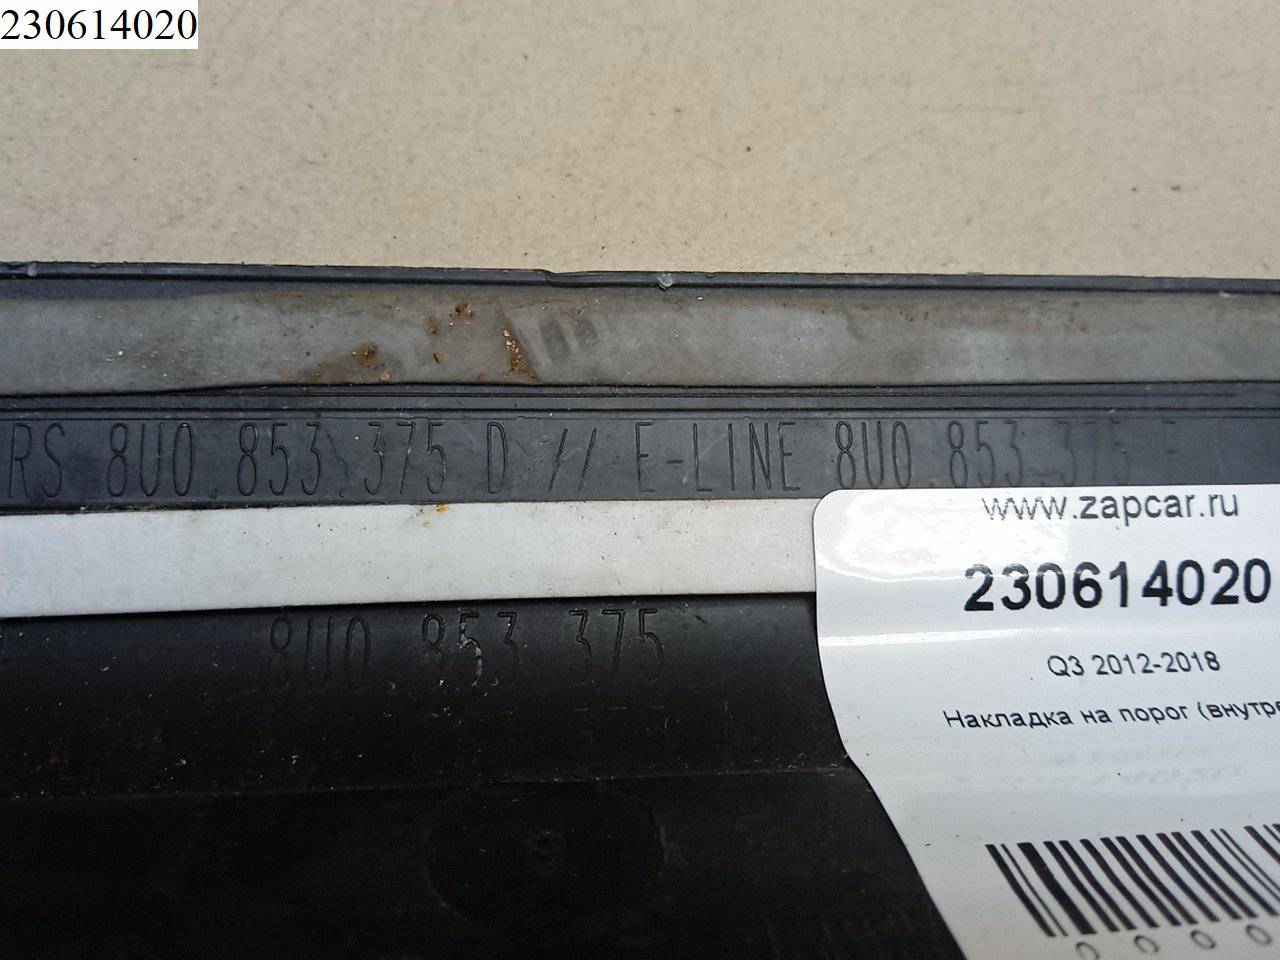 230614020
RS 8U0.853.375 D // E-LINE 8U0.853.375
8U0.853.375
www.zapcar.ru
230614020
Q3 2012-2018
Накладка на порог